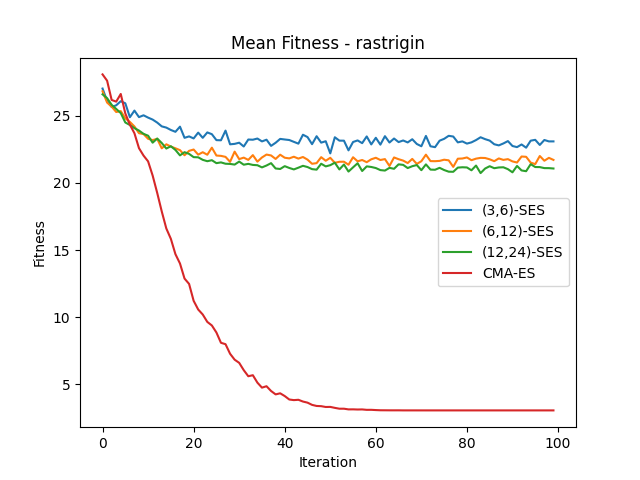 Mean Fitness - rastrigin
Fitness
25
20
15
10
5
(3,6)-SES
(6,12)-SES
(12,24)-SES
CMA-ES
0
20
40
60
80
100
Iteration